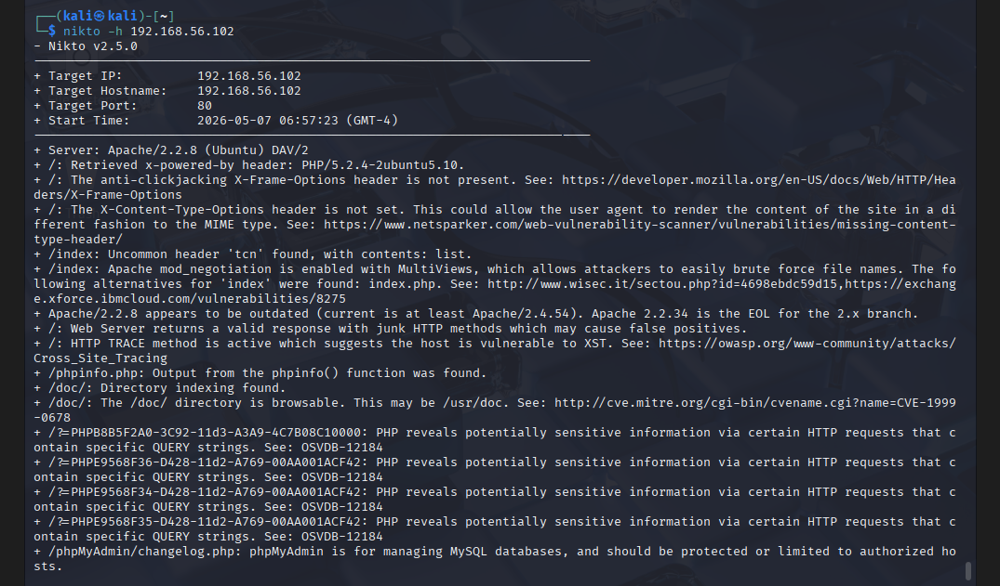 ┌──(kali㉿kali)-[~]
└─$ nikto -h 192.168.56.102
- Nikto v2.5.0
---------------------------------------------------------------------------
+ Target IP:          192.168.56.102
+ Target Hostname:    192.168.56.102
+ Target Port:        80
+ Start Time:         2026-05-07 06:57:23 (GMT-4)
---------------------------------------------------------------------------
+ Server: Apache/2.2.8 (Ubuntu) DAV/2
+ /: Retrieved x-powered-by header: PHP/5.2.4-2ubuntu5.10.
+ /: The anti-clickjacking X-Frame-Options header is not present. See: https://developer.mozilla.org/en-US/docs/Web/HTTP/Hea
ders/X-Frame-Options
+ /: The X-Content-Type-Options header is not set. This could allow the user agent to render the content of the site in a di
fferent fashion to the MIME type. See: https://www.netsparker.com/web-vulnerability-scanner/vulnerabilities/missing-content-
type-header/
+ /index: Uncommon header 'tcn' found, with contents: list.
+ /index: Apache mod_negotiation is enabled with MultiViews, which allows attackers to easily brute force file names. The fo
llowing alternatives for 'index' were found: index.php. See: http://www.wisec.it/sectou.php?id=4698ebdc59d15,https://exchang
e.xforce.ibmcloud.com/vulnerabilities/8275
+ Apache/2.2.8 appears to be outdated (current is at least Apache/2.4.54). Apache 2.2.34 is the EOL for the 2.x branch.
+ /: Web Server returns a valid response with junk HTTP methods which may cause false positives.
+ /: HTTP TRACE method is active which suggests the host is vulnerable to XST. See: https://owasp.org/www-community/attacks/
Cross_Site_Tracing
+ /phpinfo.php: Output from the phpinfo() function was found.
+ /doc/: Directory indexing found.
+ /doc/: The /doc/ directory is browsable. This may be /usr/doc. See: http://cve.mitre.org/cgi-bin/cvename.cgi?name=CVE-1999
-0678
+ /?=PHPB8B5F2A0-3C92-11d3-A3A9-4C7B08C10000: PHP reveals potentially sensitive information via certain HTTP requests that c
ontain specific QUERY strings. See: OSVDB-12184
+ /?=PHPE9568F36-D428-11d2-A769-00AA001ACF42: PHP reveals potentially sensitive information via certain HTTP requests that c
ontain specific QUERY strings. See: OSVDB-12184
+ /?=PHPE9568F34-D428-11d2-A769-00AA001ACF42: PHP reveals potentially sensitive information via certain HTTP requests that c
ontain specific QUERY strings. See: OSVDB-12184
+ /?=PHPE9568F35-D428-11d2-A769-00AA001ACF42: PHP reveals potentially sensitive information via certain HTTP requests that c
ontain specific QUERY strings. See: OSVDB-12184
+ /phpMyAdmin/changelog.php: phpMyAdmin is for managing MySQL databases, and should be protected or limited to authorized ho
sts.